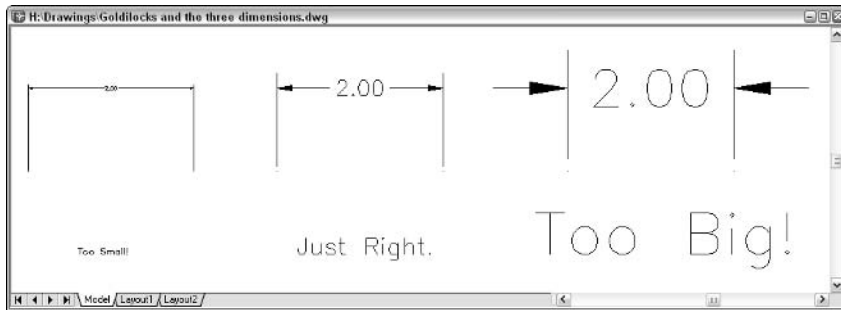 H:\Drawings\Goldilocks and the three dimensions.dwg
2.00 2.00 2.00
Too Small! Just Right. Too Big!
Model Layout1 Layout2